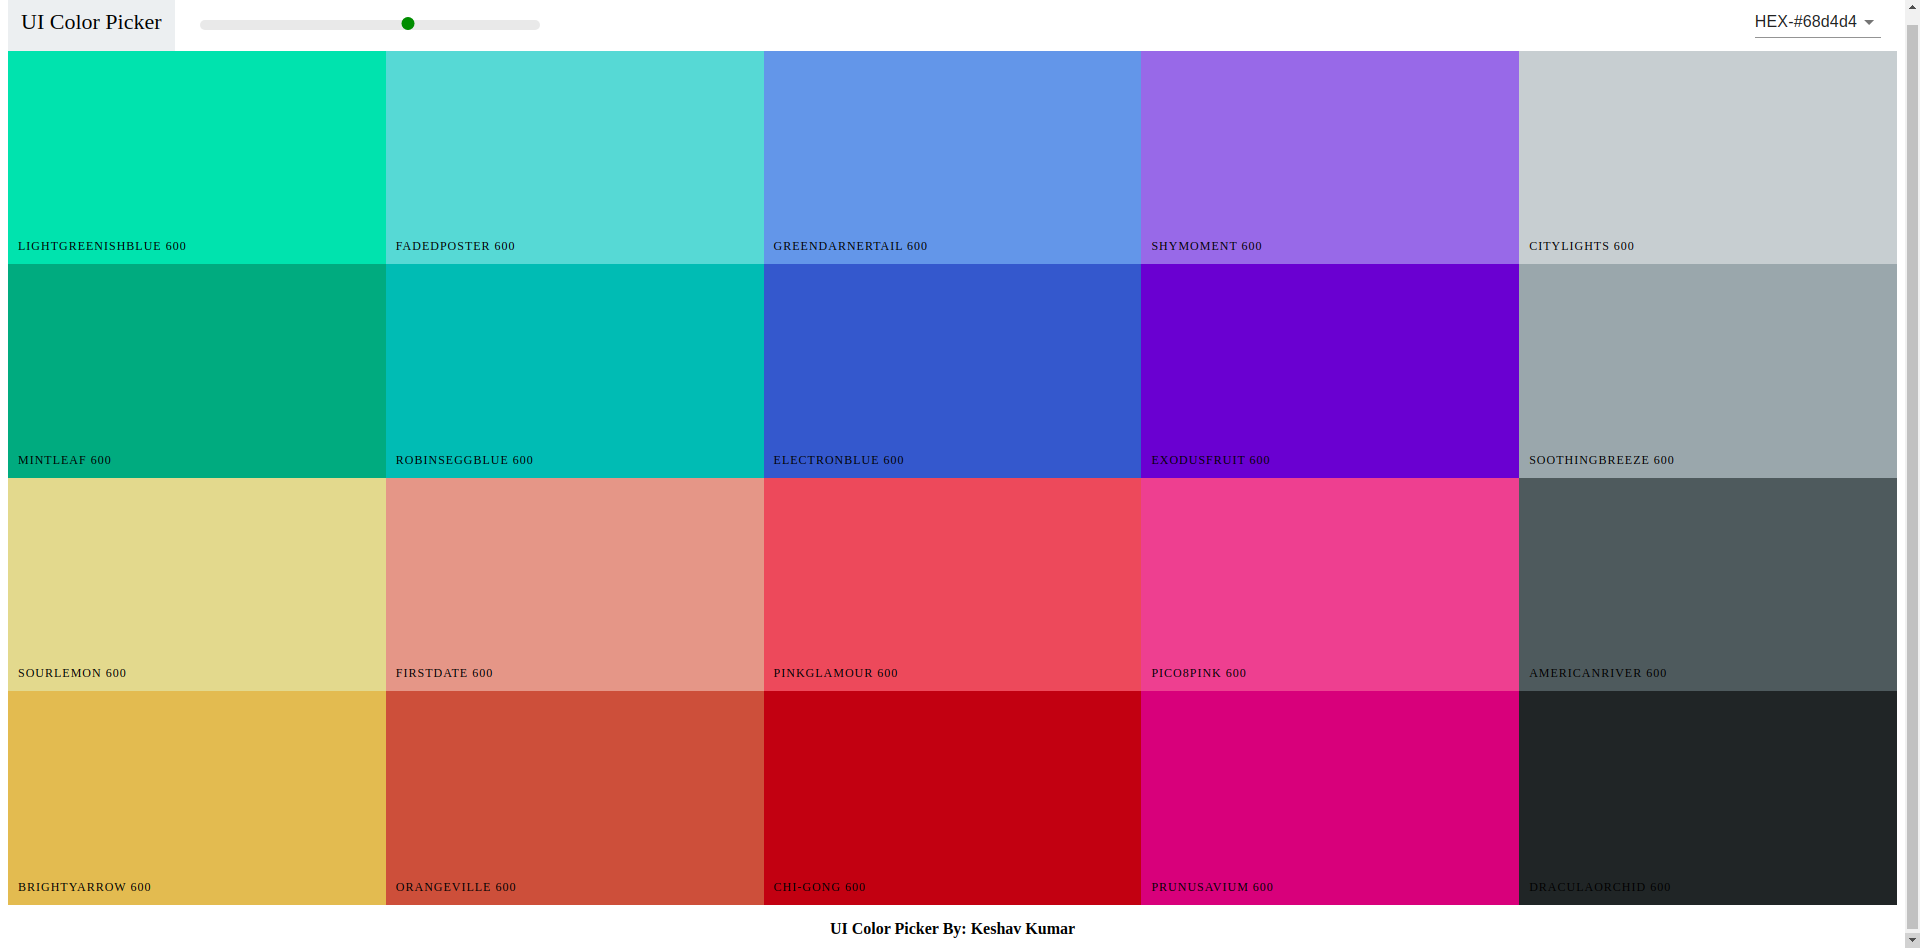 UI Color Picker
HEX-#68d4d4
LIGHTGREENISHBLUE 600
FADEDPOSTER 600
GREENDARNERTAIL 600
SHYMOMENT 600
CITYLIGHTS 600
MINTLEAF 600
ROBINSEGGBLUE 600
ELECTRONBLUE 600
EXODUSFRUIT 600
SOOTHINGBREEZE 600
SOURLEMON 600
FIRSTDATE 600
PINKGLAMOUR 600
PICO8PINK 600
AMERICANRIVER 600
BRIGHTYARROW 600
ORANGEVILLE 600
CHI-GONG 600
PRUNUSAVIUM 600
DRACULAORCHID 600
UI Color Picker By: Keshav Kumar